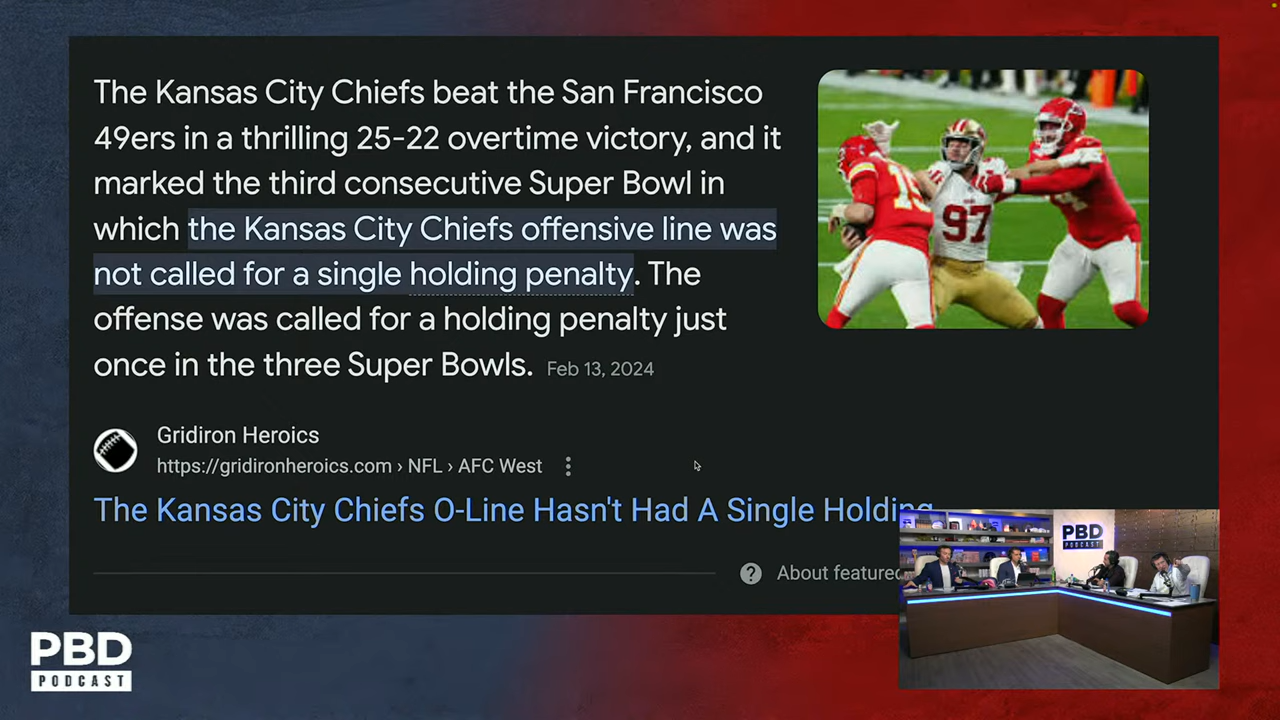 The Kansas City Chiefs beat the San Francisco
49ers in a thrilling 25-22 overtime victory, and it
marked the third consecutive Super Bowl in
which the Kansas City Chiefs offensive line was
not called for a single holding penalty. The
offense was called for a holding penalty just
once in the three Super Bowls. Feb 13, 2024
15
97
Gridiron Heroics
https://gridironheroics.com › NFL › AFC West
The Kansas City Chiefs O-Line Hasn't Had A Single Holding
? About featured
PBD
PODCAST
PBD
PODCAST